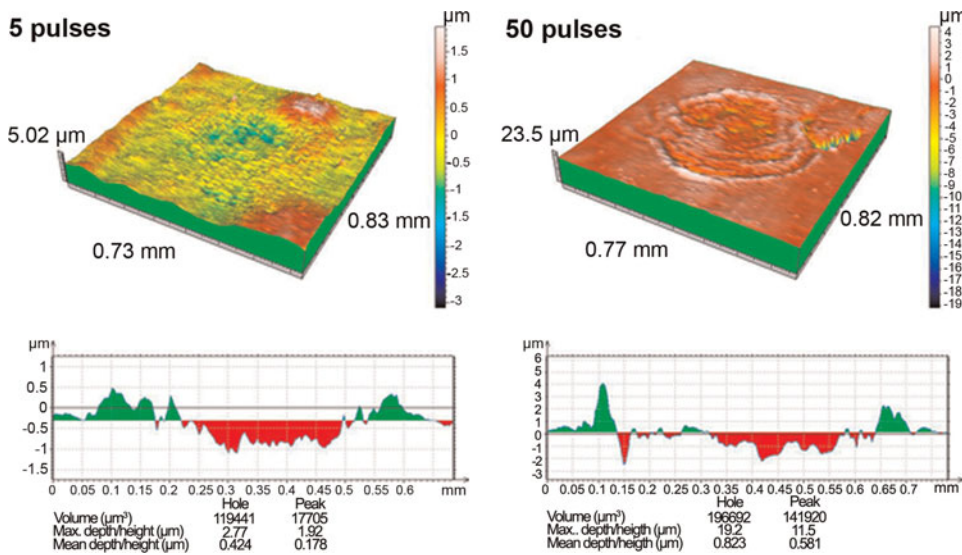 5 pulses
µm
1.5
1
0.5
0
-0.5
-1
-1.5
-2
-2.5
-3
5.02 µm
0.73 mm
0.83 mm
50 pulses
µm
4
3
2
1
0
-1
-2
-3
-4
-5
-6
-7
-8
-9
-10
-11
-12
-13
-14
-15
-16
-17
-18
-19
23.5 µm
0.77 mm
0.82 mm
µm
1
0.5
0
-0.5
-1
-1.5
0 0.05 0.1 0.15 0.2 0.25 0.3 0.35 0.4 0.45 0.5 0.55 0.6 mm
Hole Peak
Volume (µm³) 119441 17705
Max. depth/height (µm) 2.77 1.92
Mean depth/height (µm) 0.424 0.178
µm
6
5
4
3
2
1
0
-1
-2
-3
0 0.05 0.1 0.15 0.2 0.25 0.3 0.35 0.4 0.45 0.5 0.55 0.6 0.65 0.7 mm
Hole Peak
Volume (µm³) 196692 141920
Max.. depth/heigth (µm) 19.2 11.5
Mean depth/heigth (µm) 0.823 0.581